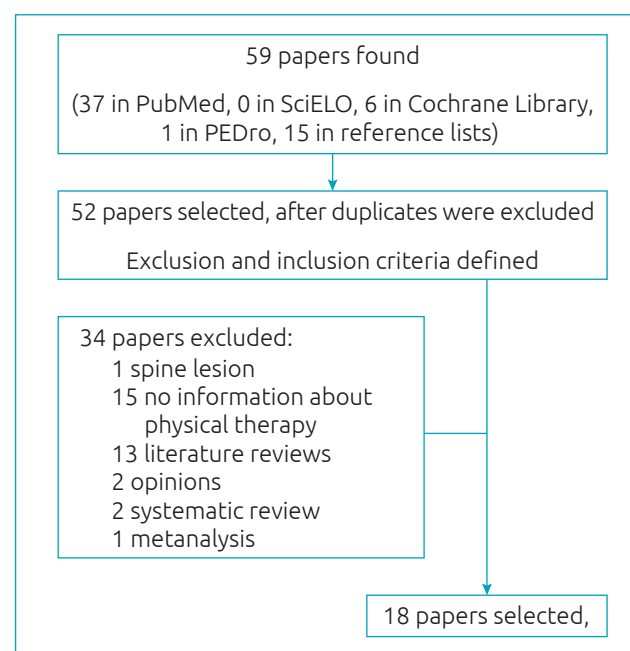 59 papers found
(37 in PubMed, 0 in SciELO, 6 in Cochrane Library,
1 in PEDro, 15 in reference lists)
52 papers selected, after duplicates were excluded
Exclusion and inclusion criteria defined
34 papers excluded:
1 spine lesion
15 no information about
physical therapy
13 literature reviews
2 opinions
2 systematic review
1 metanalysis
18 papers selected,